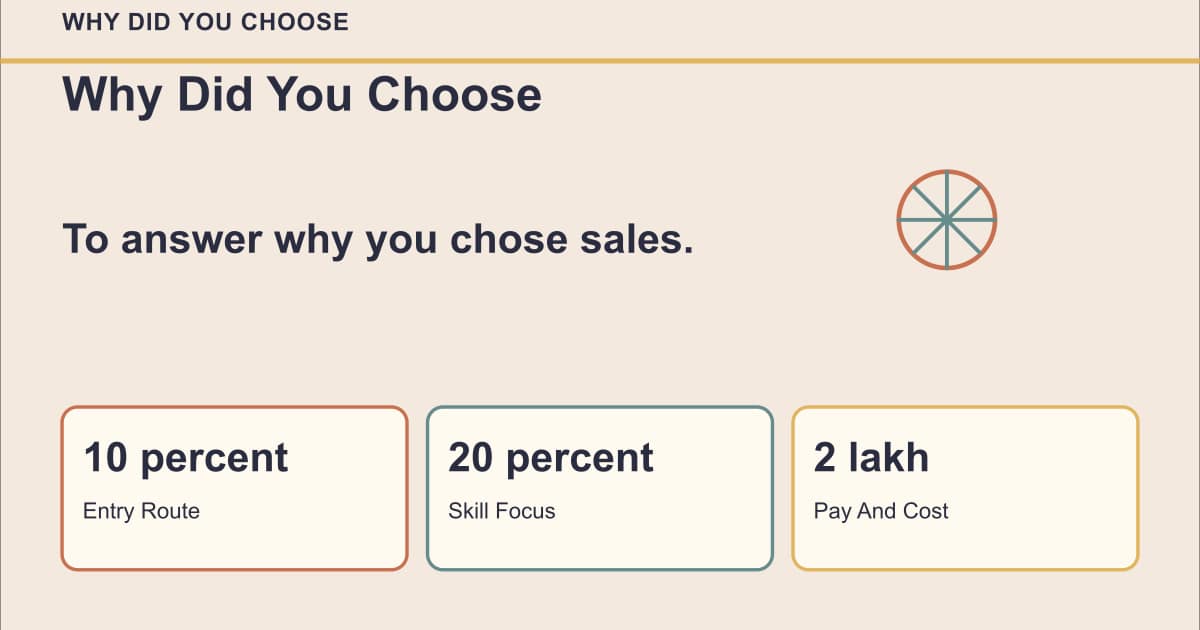 WHY DID YOU CHOOSE
Why Did You Choose
To answer why you chose sales.
10 percent
Entry Route
20 percent
Skill Focus
2 lakh
Pay And Cost